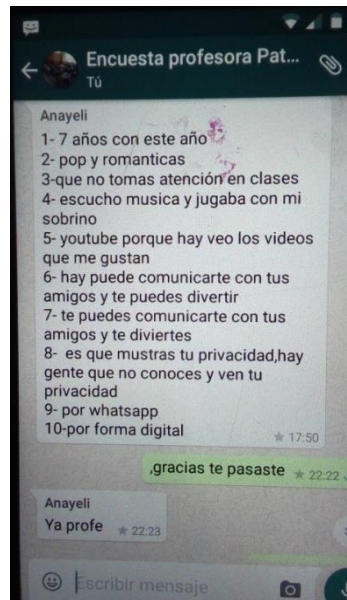 Encuesta profesora Pat...
Tú
Anayeli
1- 7 años con este año
2- pop y romanticas
3-que no tomas atención en clases
4- escucho musica y jugaba con mi
sobrino
5- youtube porque hay veo los videos
que me gustan
6- hay puede comunicarte con tus
amigos y te puedes divertir
7- te puedes comunicarte con tus
amigos y te diviertes
8- es que mustras tu privacidad,hay
gente que no conoces y ven tu
privacidad
9- por whatsapp
10-por forma digital
17:50
,gracias te pasaste 22:22
Anayeli
Ya profe 22:23
Escribir mensaje